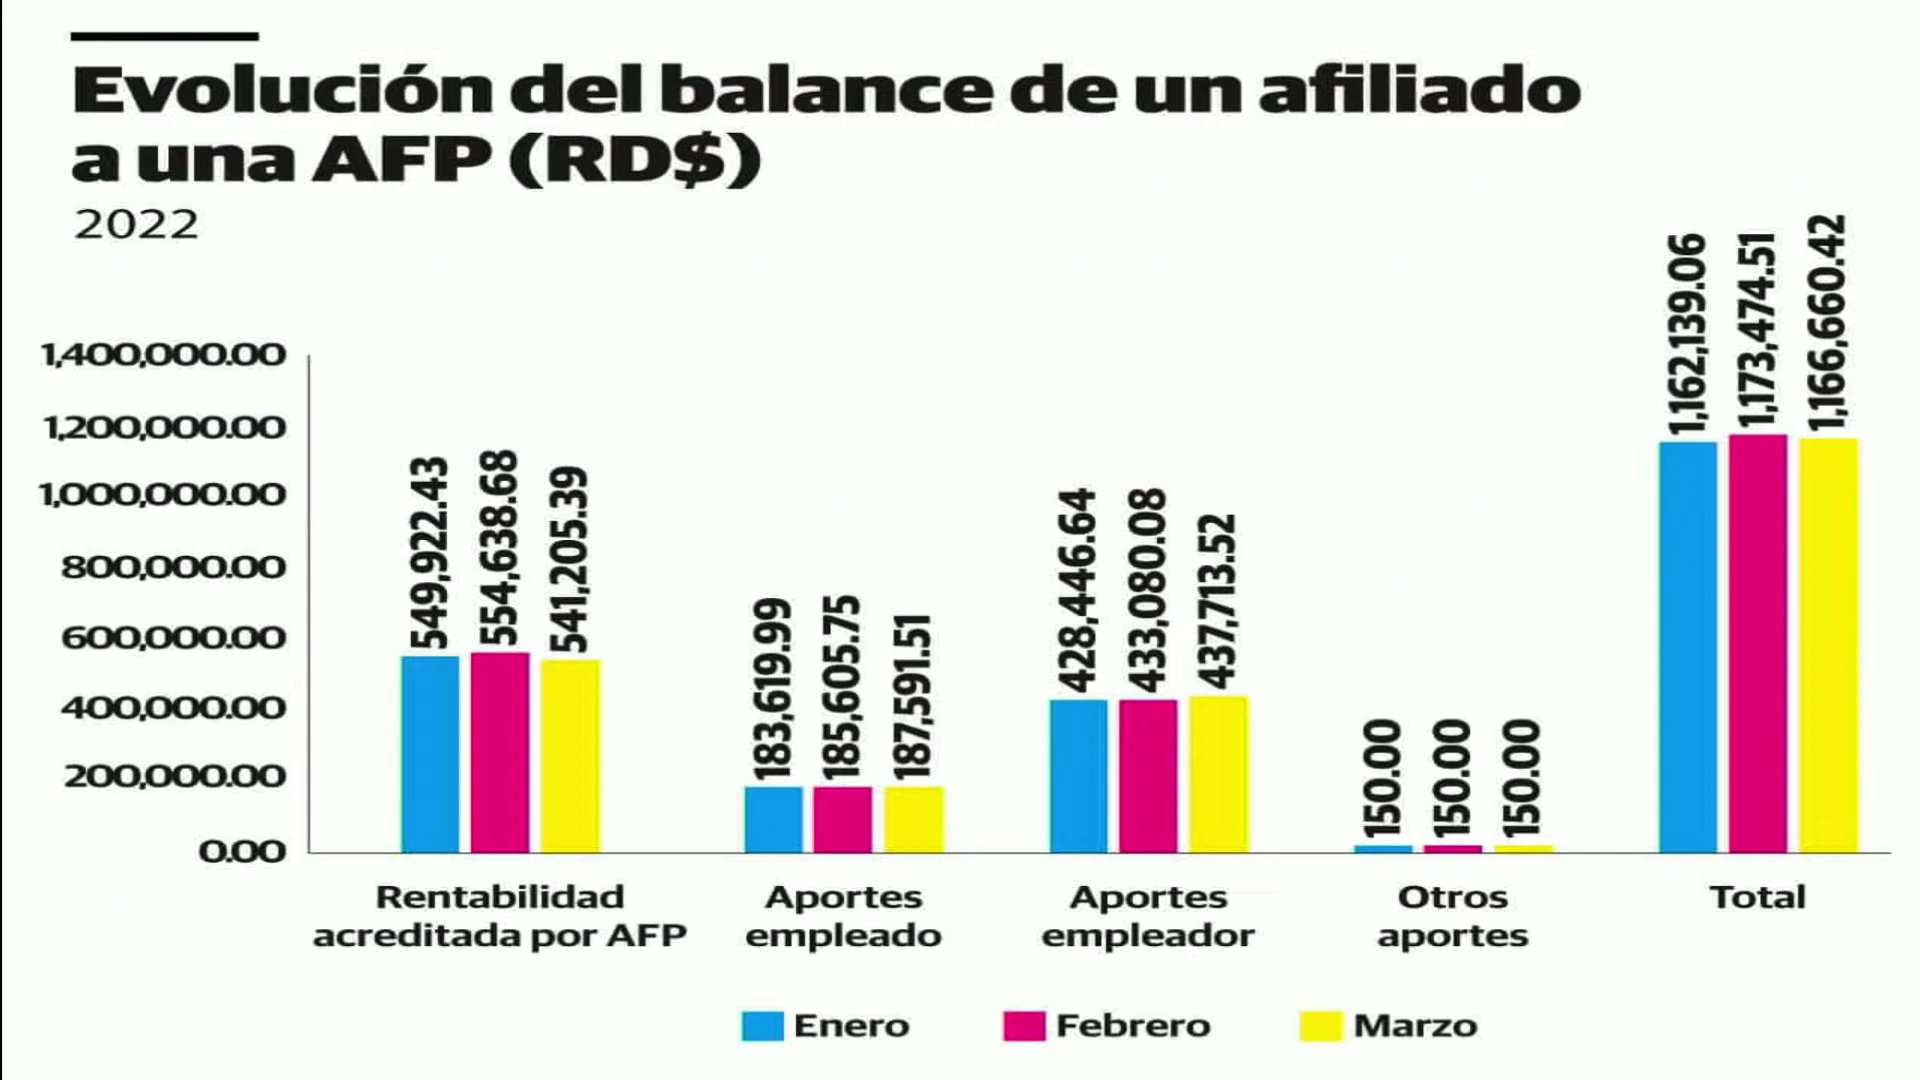 Evolución del balance de un afiliado
a una AFP (RD$)
2022
1,400,000.00
1,200,000.00
1,000,000.00
800,000.00
600,000.00
400,000.00
200,000.00
0.00
549,922.43
554,638.68
541,205.39
183,619.99
185,605.75
187,591.51
428,446.64
433,080.08
437,713.52
150.00
150.00
150.00
1,162,139.06
1,173,474.51
1,166,660.42
Rentabilidad
acreditada por AFP
Aportes
empleado
Aportes
empleador
Otros
aportes
Total
Enero
Febrero
Marzo